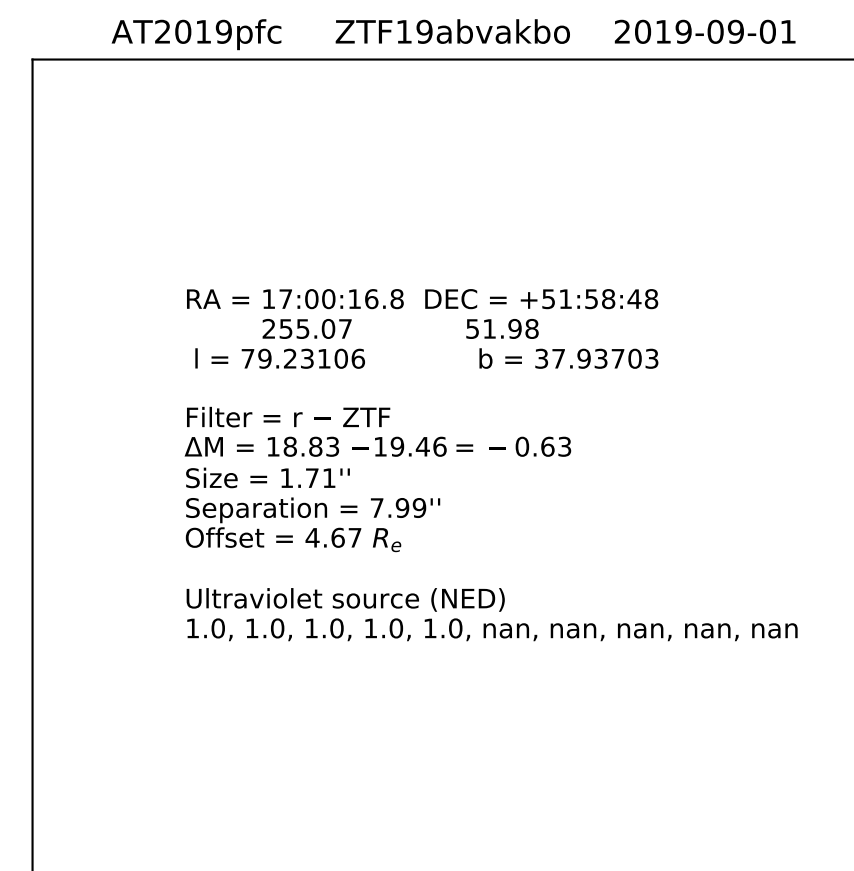 AT2019pfc ZTF19abvakbo 2019-09-01
RA = 17:00:16.8 DEC = +51:58:48
255.07 51.98
l = 79.23106 b = 37.93703
Filter = r − ZTF
ΔM = 18.83 −19.46 = − 0.63
Size = 1.71''
Separation = 7.99''
Offset = 4.67 Rₑ
Ultraviolet source (NED)
1.0, 1.0, 1.0, 1.0, 1.0, nan, nan, nan, nan, nan